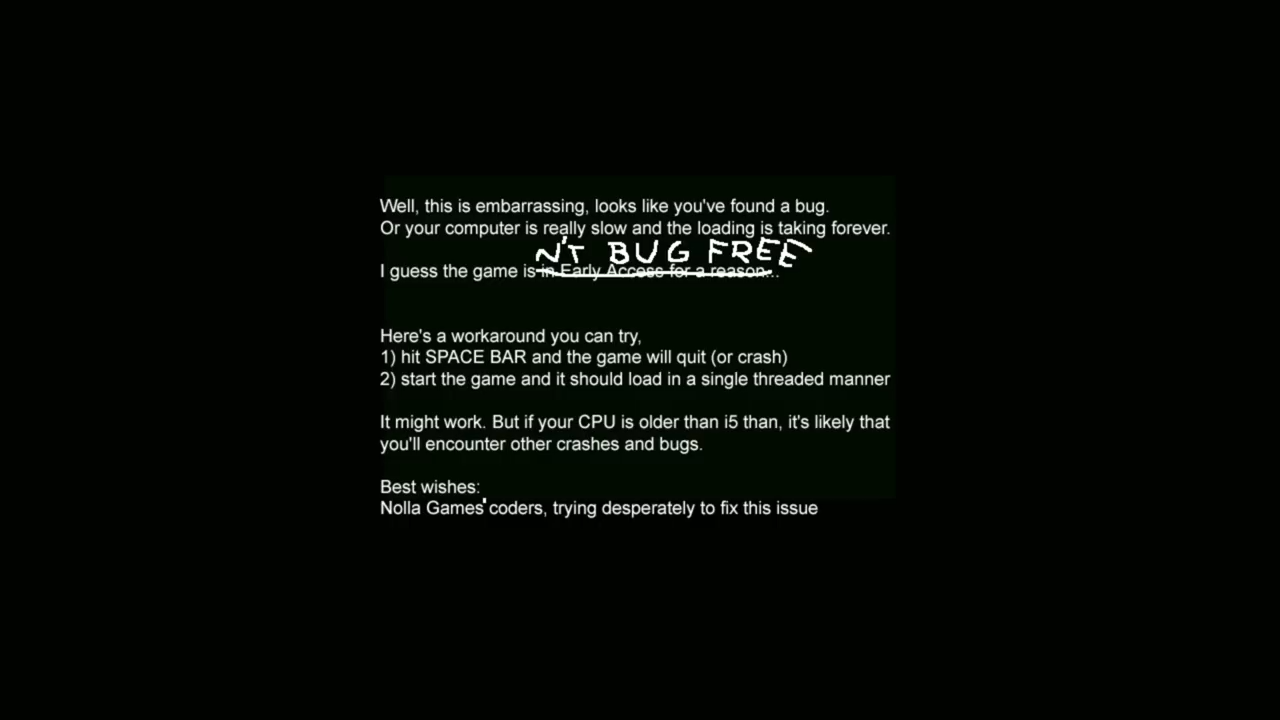 Well, this is embarrassing, looks like you've found a bug.
Or your computer is really slow and the loading is taking forever.
N'T BUG FREE
I guess the game is in Early Access for a reason...
Here's a workaround you can try,
1) hit SPACE BAR and the game will quit (or crash)
2) start the game and it should load in a single threaded manner
It might work. But if your CPU is older than i5 than, it's likely that
you'll encounter other crashes and bugs.
Best wishes:
Nolla Games' coders, trying desperately to fix this issue